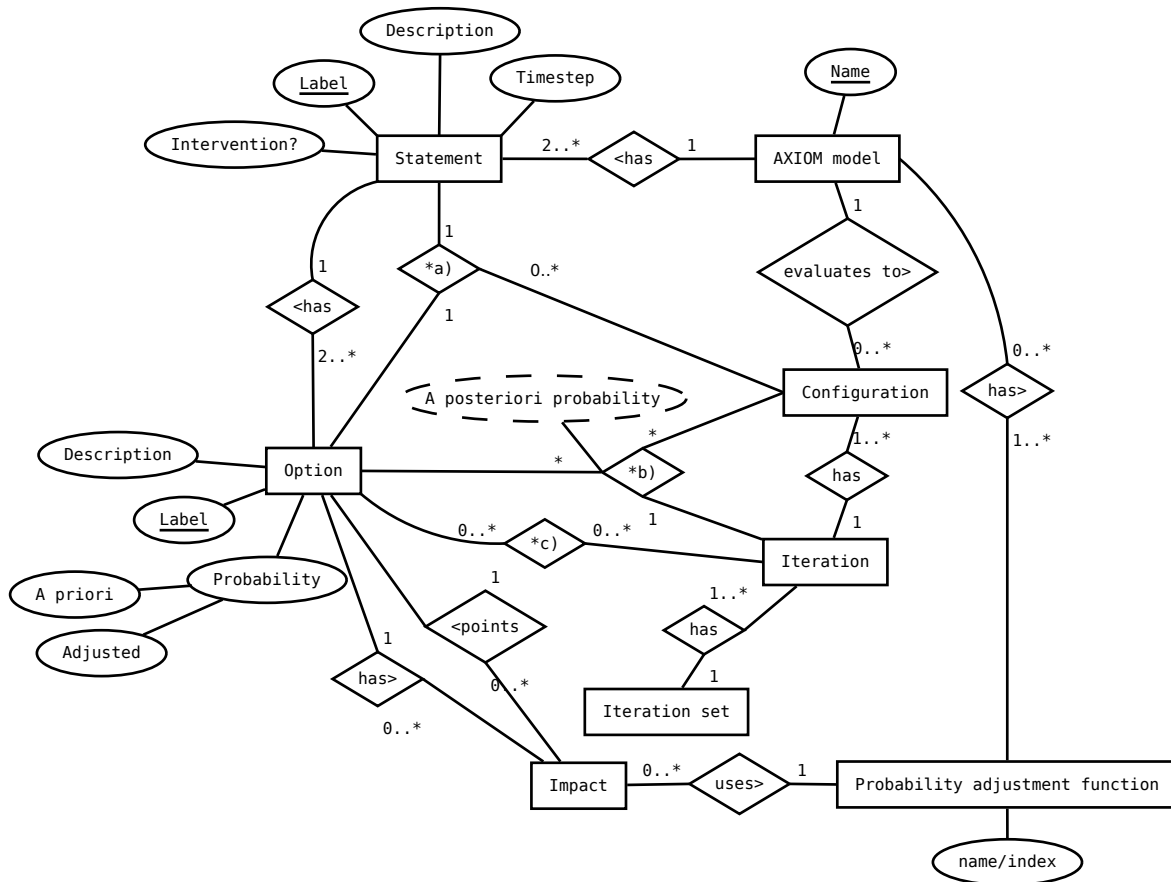 Description
Label
Timestep
Name
Intervention?
Statement
2..*
<has
1
AXIOM model
1
1
1
*a)
0..*
evaluates to>
<has
1
2..*
0..*
0..*
A posteriori probability
Configuration
has>
*
1..*
1..*
Description
Option
*
*b)
has
Label
0..*
*c)
0..*
1
1
Iteration
Probability
1
A priori
1..*
Adjusted
<points
has
1
has>
0..*
1
0..*
Iteration set
Impact
0..*
uses>
1
Probability adjustment function
name/index